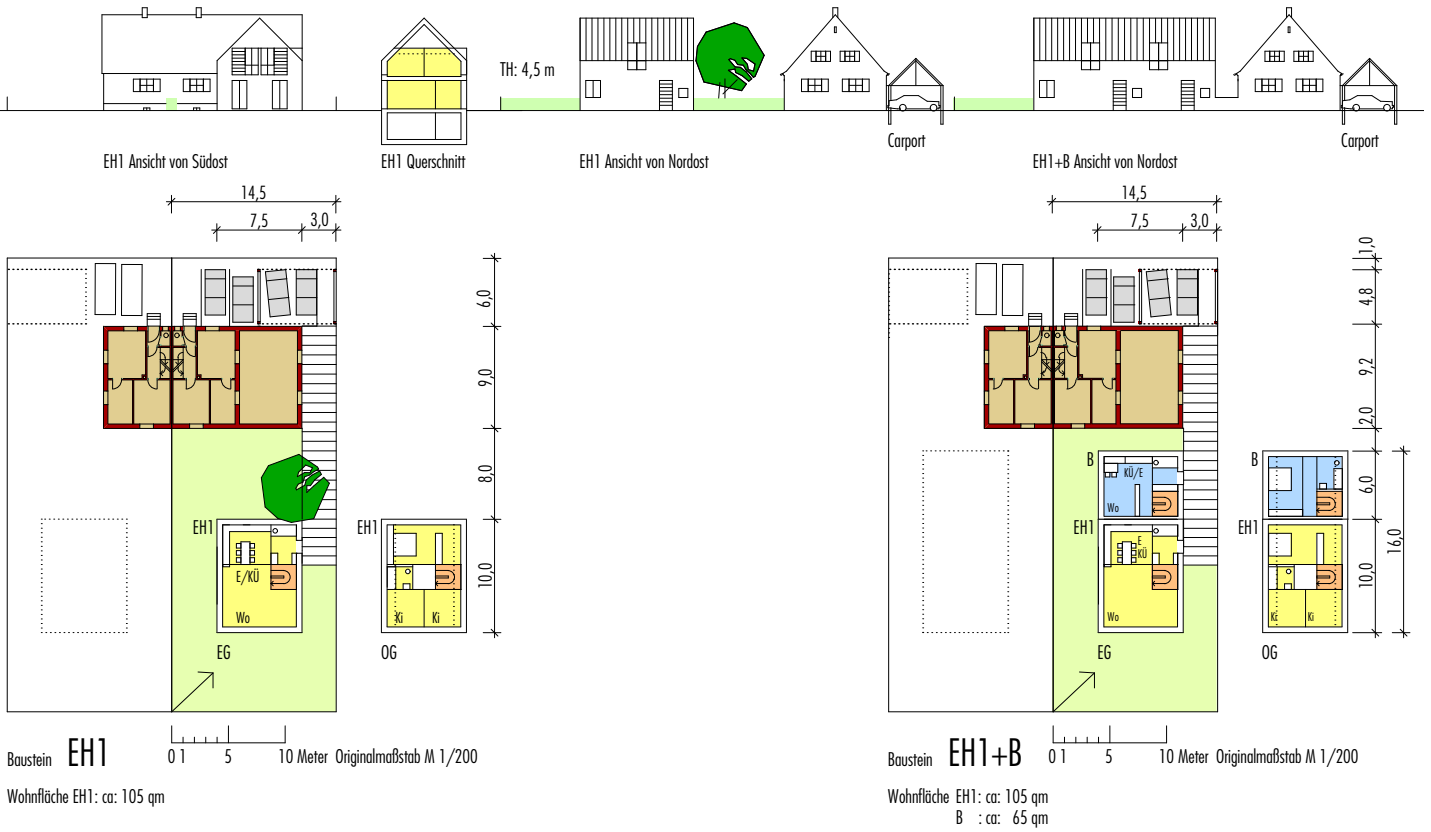 TH: 4,5 m
Carport
Carport
EH1 Ansicht von Südost
EH1 Querschnitt
EH1 Ansicht von Nordost
EH1+B Ansicht von Nordost
14,5
7,5
3,0
6,0
9,0
8,0
10,0
EH1
E/KÜ
Wo
EG
EH1
Ki
Ki
OG
0 1 5 10 Meter Originalmaßstab M 1/200
Baustein EH1
Wohnfläche EH1: ca: 105 qm
14,5
7,5
3,0
1,0
4,8
9,2
2,0
6,0
10,0
16,0
B
KÜ/E
Wo
EH1
E
KÜ
Wo
EG
B
EH1
Ki
Ki
OG
0 1 5 10 Meter Originalmaßstab M 1/200
Baustein EH1+B
Wohnfläche EH1: ca: 105 qm
B : ca: 65 qm